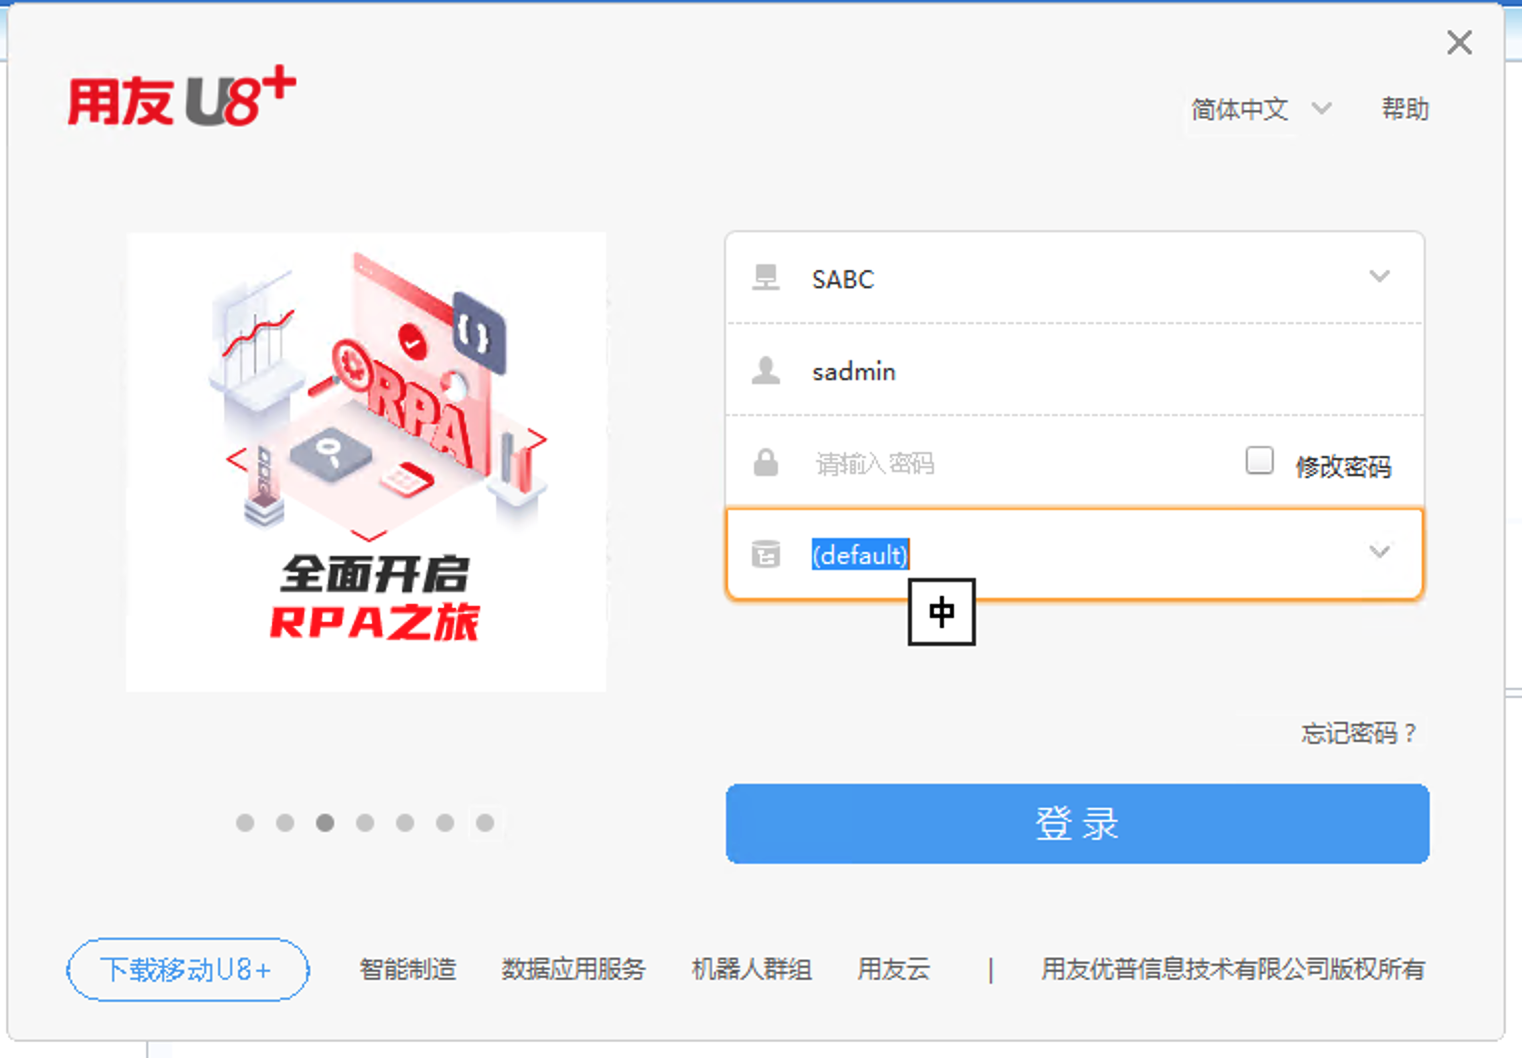 用友 U8+
简体中文
帮助
SABC
sadmin
请输入密码
修改密码
(default)
中
RPA
全面开启
RPA之旅
忘记密码？
登录
下载移动U8+
智能制造
数据应用服务
机器人群组
用友云
|
用友优普信息技术有限公司版权所有